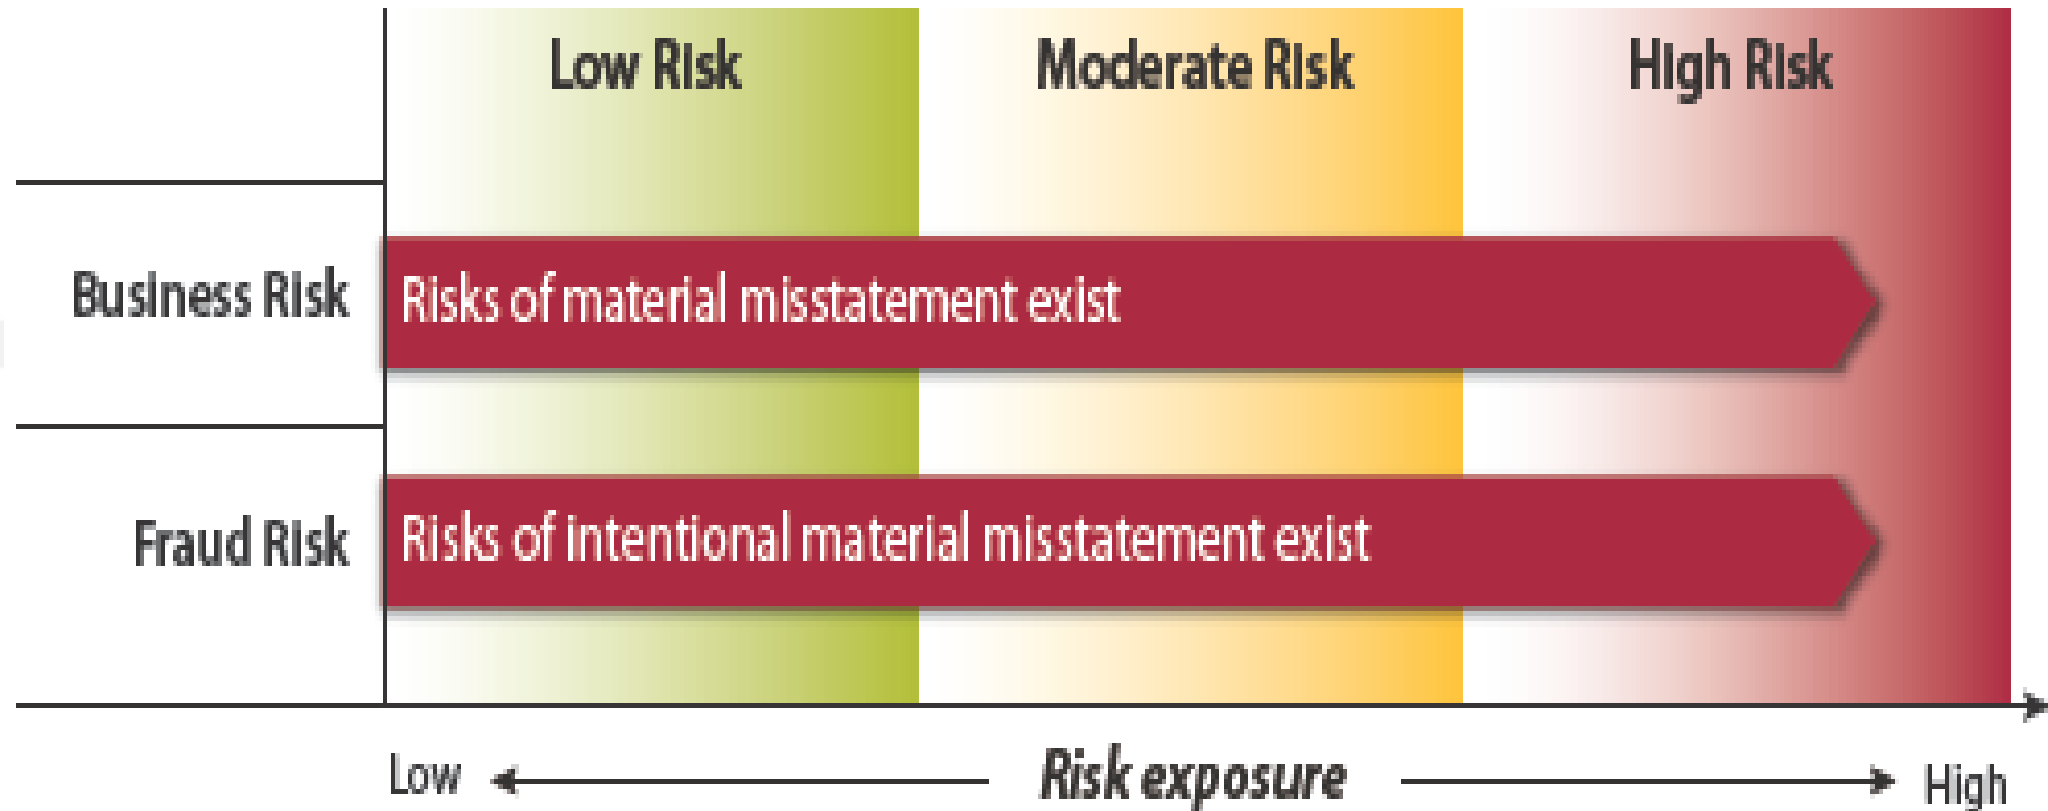 Low Risk
Moderate Risk
High Risk
Business Risk
Risks of material misstatement exist
Fraud Risk
Risks of intentional material misstatement exist
Low
Risk exposure
High